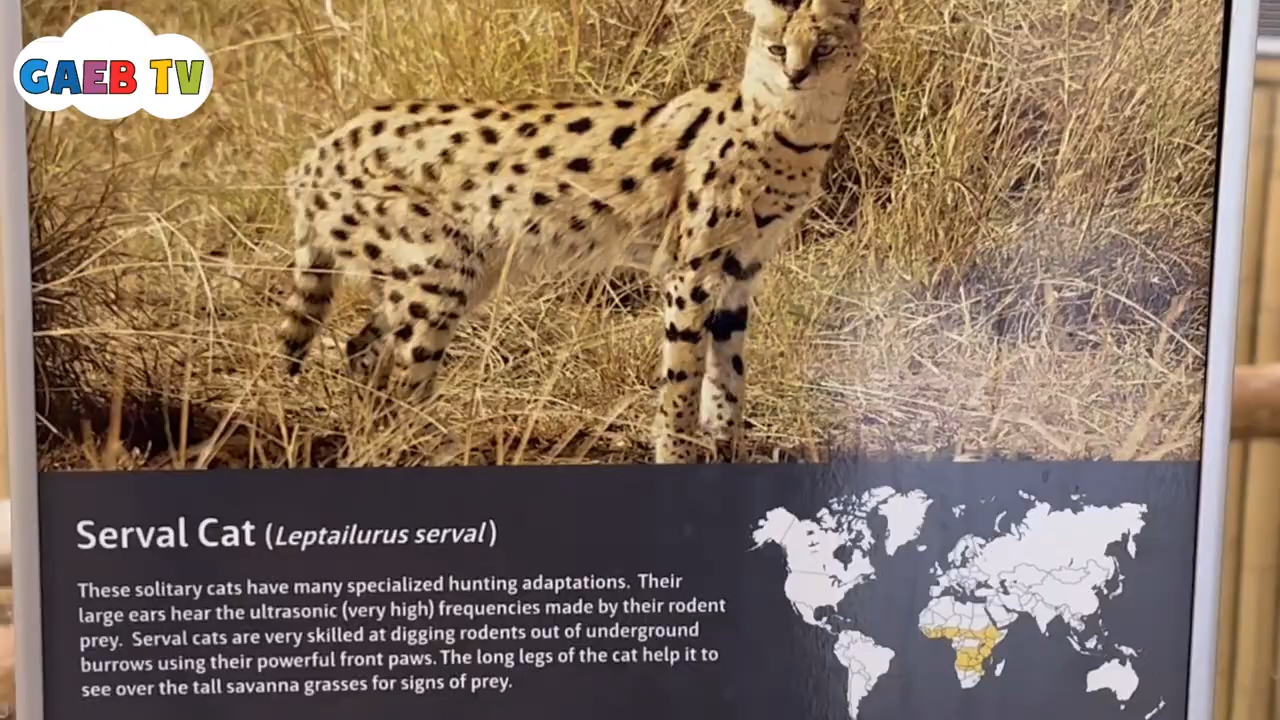 GAEB TV
Serval Cat (Leptailurus serval)
These solitary cats have many specialized hunting adaptations. Their
large ears hear the ultrasonic (very high) frequencies made by their rodent
prey. Serval cats are very skilled at digging rodents out of underground
burrows using their powerful front paws. The long legs of the cat help it to
see over the tall savanna grasses for signs of prey.